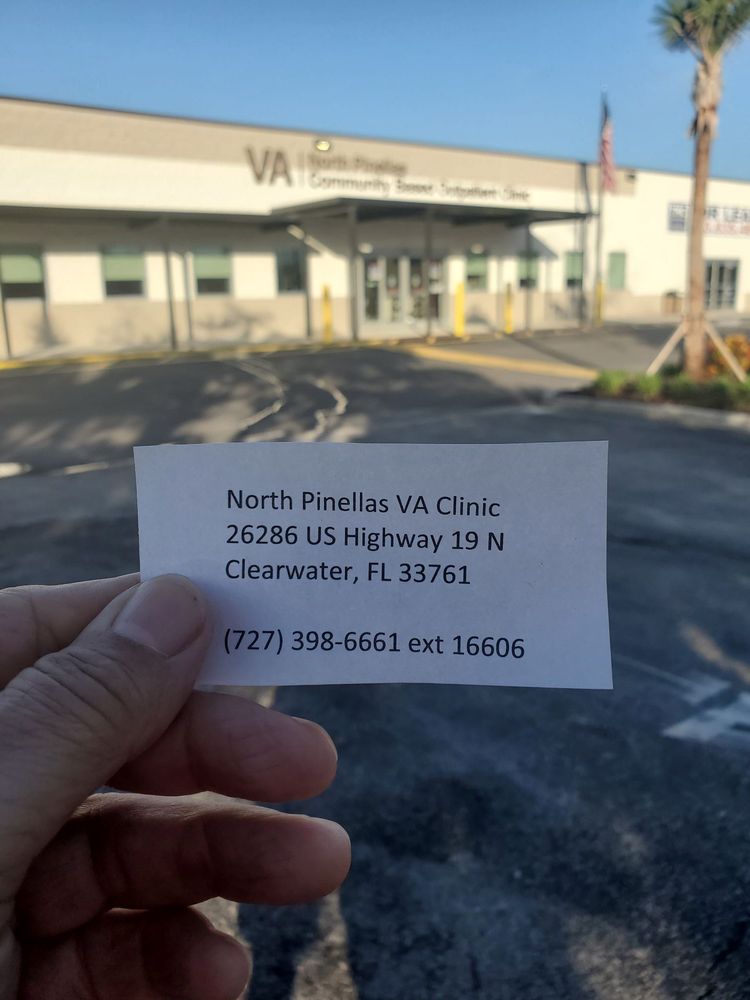 VA North Pinellas
Community Based Outpatient Clinic
North Pinellas VA Clinic
26286 US Highway 19 N
Clearwater, FL 33761
(727) 398-6661 ext 16606